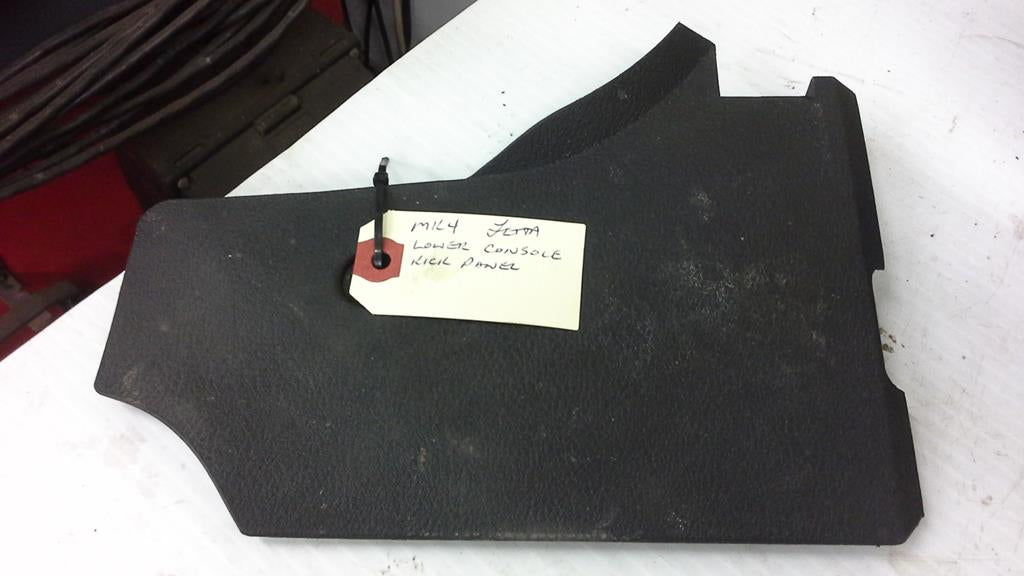 MK4 JETTA
LOWER CONSOLE
KICK PANEL